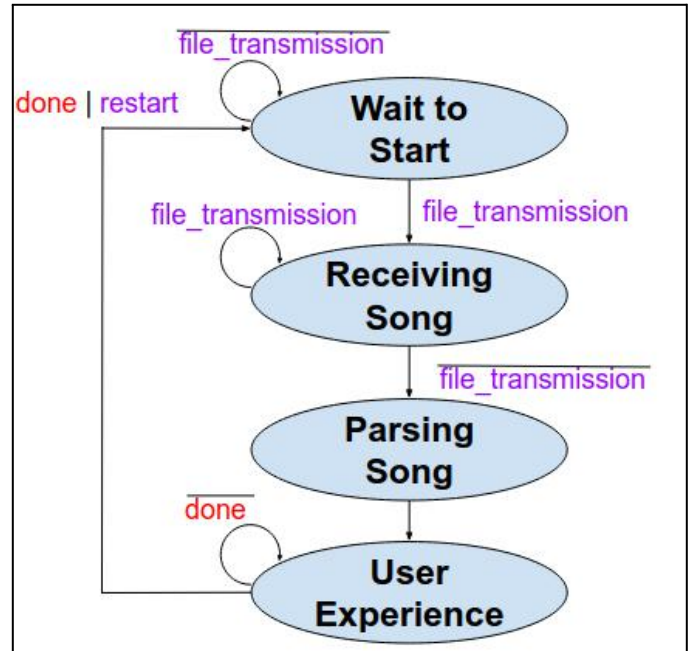 file_transmission
done | restart
Wait to
Start
file_transmission
file_transmission
Receiving
Song
file_transmission
Parsing
Song
done
User
Experience